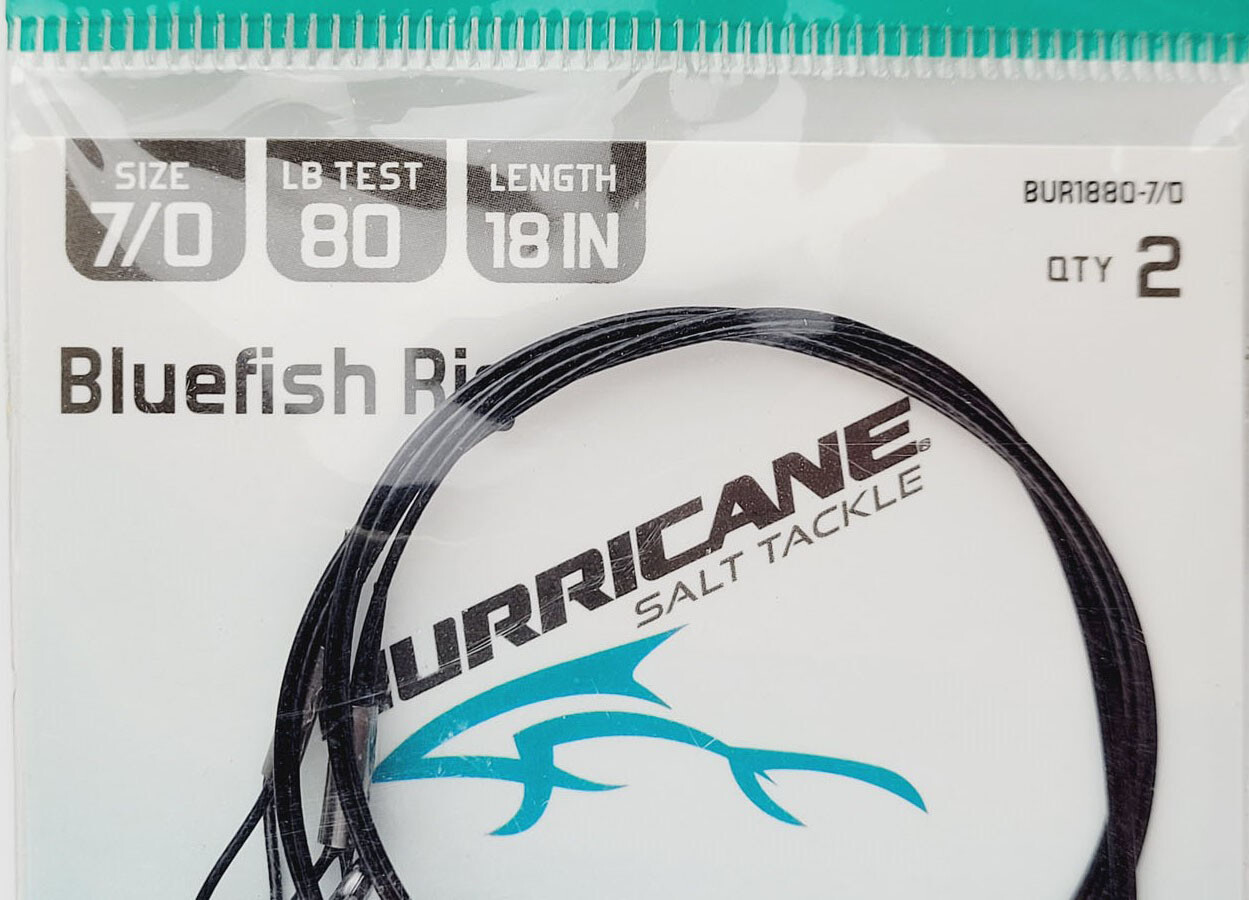 SIZE
7/0
LB TEST
80
LENGTH
18 IN
BUR1880-7/0
QTY 2
Bluefish
HURRICANE®
SALT TACKLE